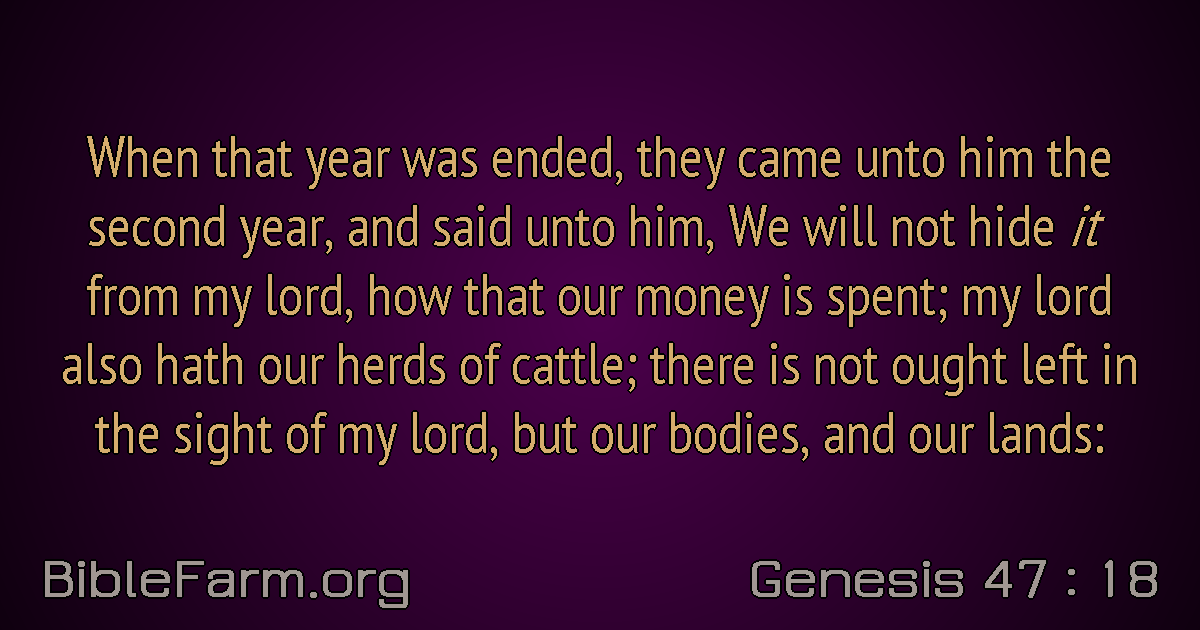 When that year was ended, they came unto him the
second year, and said unto him, We will not hide it
from my lord, how that our money is spent; my lord
also hath our herds of cattle; there is not ought left in
the sight of my lord, but our bodies, and our lands:
BibleFarm.org
Genesis 47 : 18